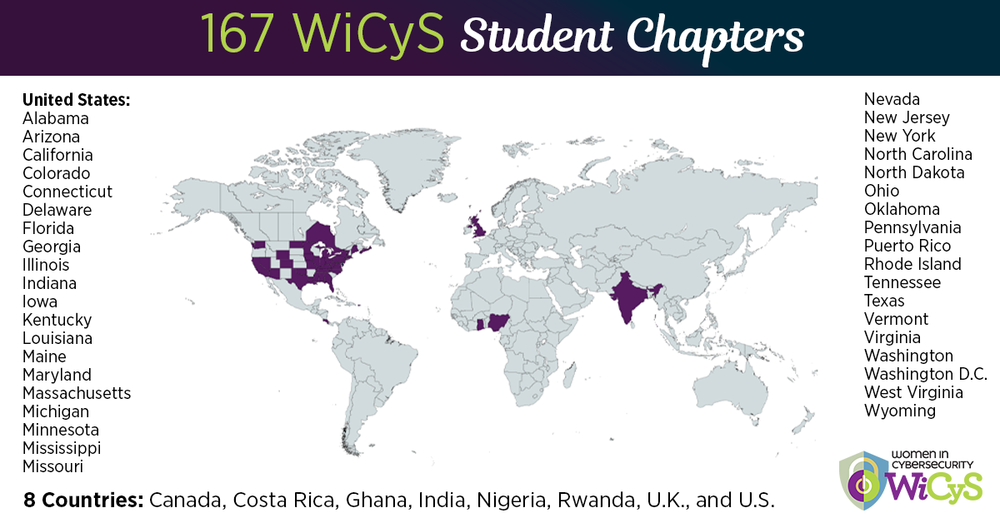 167 WiCyS Student Chapters
United States:
Alabama
Arizona
California
Colorado
Connecticut
Delaware
Florida
Georgia
Illinois
Indiana
Iowa
Kentucky
Louisiana
Maine
Maryland
Massachusetts
Michigan
Minnesota
Mississippi
Missouri
Nevada
New Jersey
New York
North Carolina
North Dakota
Ohio
Oklahoma
Pennsylvania
Puerto Rico
Rhode Island
Tennessee
Texas
Vermont
Virginia
Washington
Washington D.C.
West Virginia
Wyoming
8 Countries: Canada, Costa Rica, Ghana, India, Nigeria, Rwanda, U.K., and U.S.
WOMEN IN
CYBERSECURITY
WiCyS